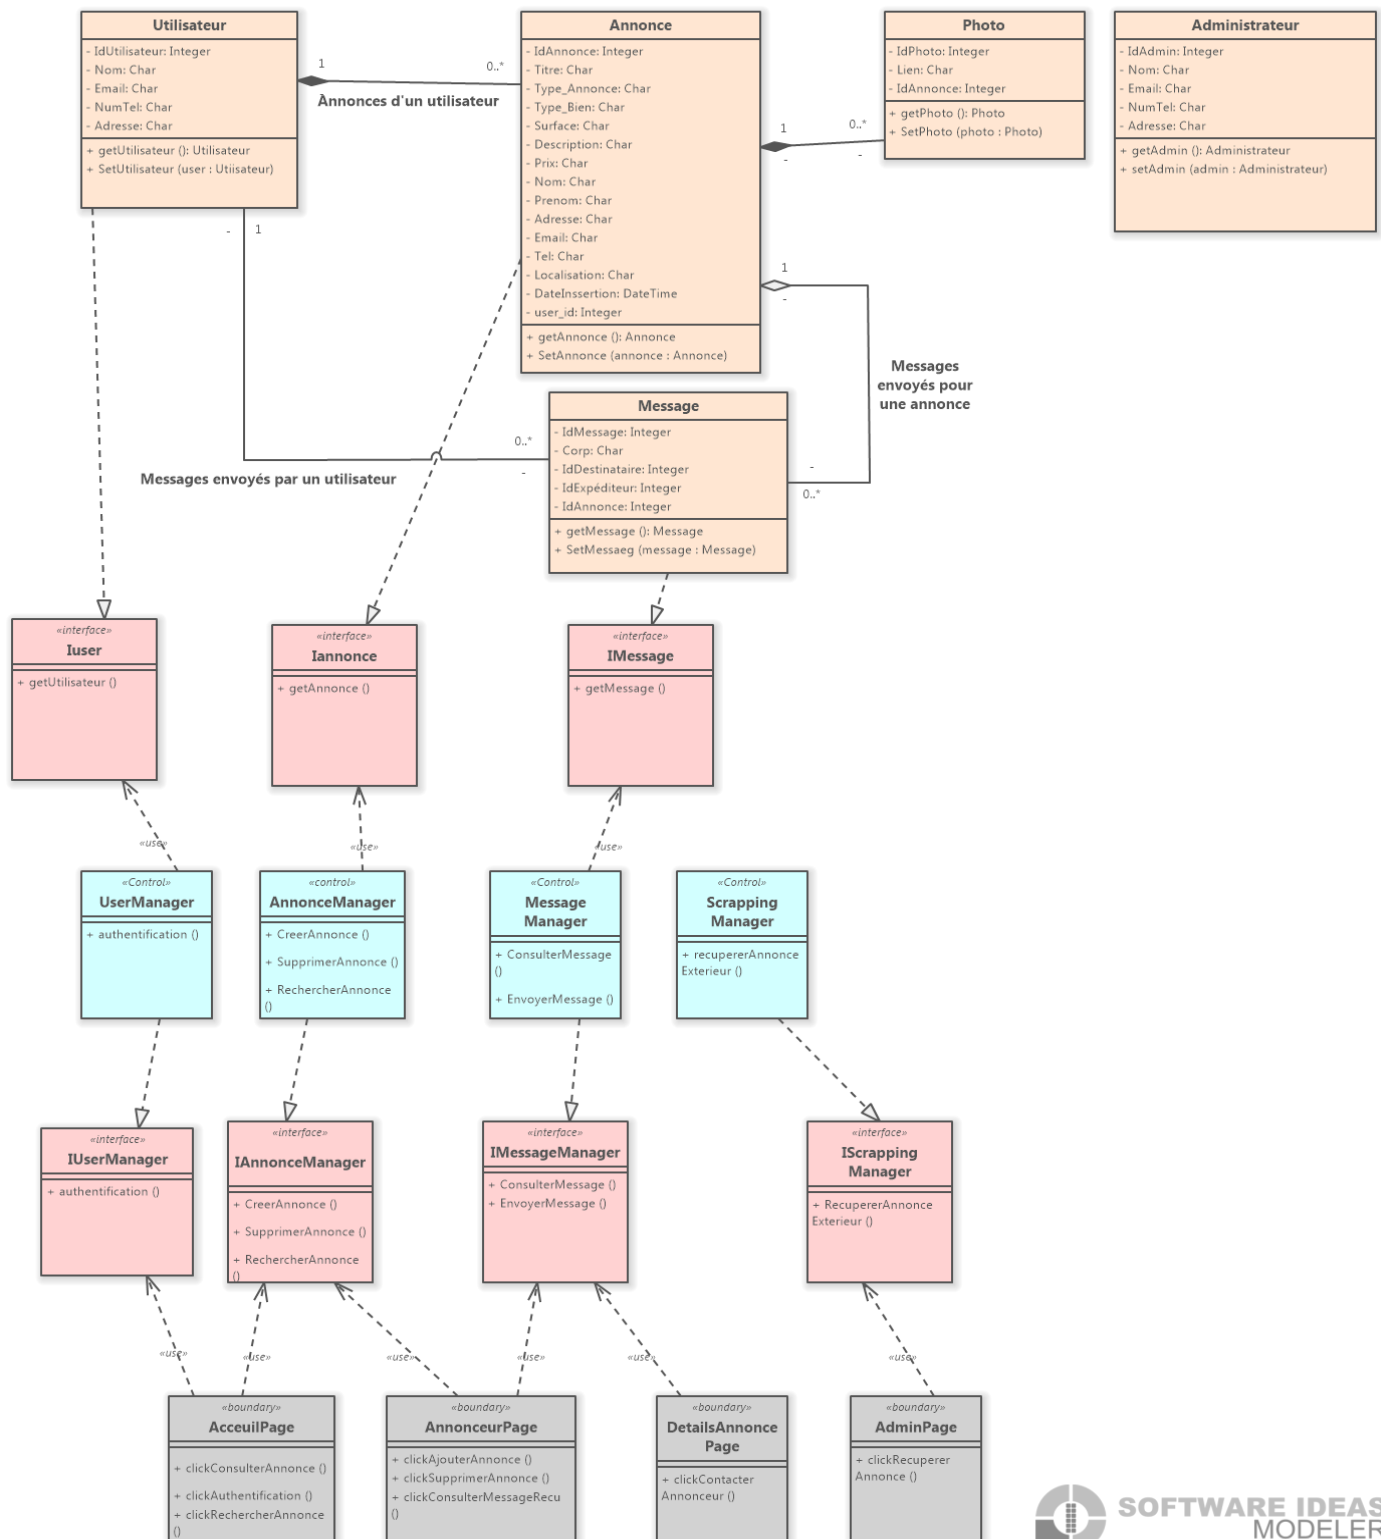 Utilisateur
- IdUtilisateur: Integer
- Nom: Char
- Email: Char
- NumTel: Char
- Adresse: Char
+ getUtilisateur (): Utilisateur
+ SetUtilisateur (user : Utiisateur)
1
0..*
Annonces d'un utilisateur
Annonce
- IdAnnonce: Integer
- Titre: Char
- Type_Annonce: Char
- Type_Bien: Char
- Surface: Char
- Description: Char
- Prix: Char
- Nom: Char
- Prenom: Char
- Adresse: Char
- Email: Char
- Tel: Char
- Localisation: Char
- DateInssertion: DateTime
- user_id: Integer
+ getAnnonce (): Annonce
+ SetAnnonce (annonce : Annonce)
1
-
0..*
-
Photo
- IdPhoto: Integer
- Lien: Char
- IdAnnonce: Integer
+ getPhoto (): Photo
+ SetPhoto (photo : Photo)
Administrateur
- IdAdmin: Integer
- Nom: Char
- Email: Char
- NumTel: Char
- Adresse: Char
+ getAdmin (): Administrateur
+ setAdmin (admin : Administrateur)
- 1
1
-
Messages
envoyés pour
une annonce
-
0..*
0..*
-
Messages envoyés par un utilisateur
Message
- IdMessage: Integer
- Corp: Char
- IdDestinataire: Integer
- IdExpéditeur: Integer
- IdAnnonce: Integer
+ getMessage (): Message
+ SetMessaeg (message : Message)
«interface»
Iuser
+ getUtilisateur ()
«interface»
Iannonce
+ getAnnonce ()
«interface»
IMessage
+ getMessage ()
«use»
«use»
«use»
«Control»
UserManager
+ authentification ()
«control»
AnnonceManager
+ CreerAnnonce ()
+ SupprimerAnnonce ()
+ RechercherAnnonce
()
«Control»
Message
Manager
+ ConsulterMessage
()
+ EnvoyerMessage ()
«Control»
Scrapping
Manager
+ recupererAnnonce
Exterieur ()
«interface»
IUserManager
+ authentification ()
«interface»
IAnnonceManager
+ CreerAnnonce ()
+ SupprimerAnnonce ()
+ RechercherAnnonce
()
«interface»
IMessageManager
+ ConsulterMessage ()
+ EnvoyerMessage ()
«interface»
IScrapping
Manager
+ RecupererAnnonce
Exterieur ()
«use»
«use»
«use»
«use»
«use»
«use»
«boundary»
AcceuilPage
+ clickConsulterAnnonce ()
+ clickAuthentification ()
+ clickRechercherAnnonce
()
«boundary»
AnnonceurPage
+ clickAjouterAnnonce ()
+ clickSupprimerAnnonce ()
+ clickConsulterMessageRecu
()
«boundary»
DetailsAnnonce
Page
+ clickContacter
Annonceur ()
«boundary»
AdminPage
+ clickRecuperer
Annonce ()
SOFTWARE IDEAS
MODELER